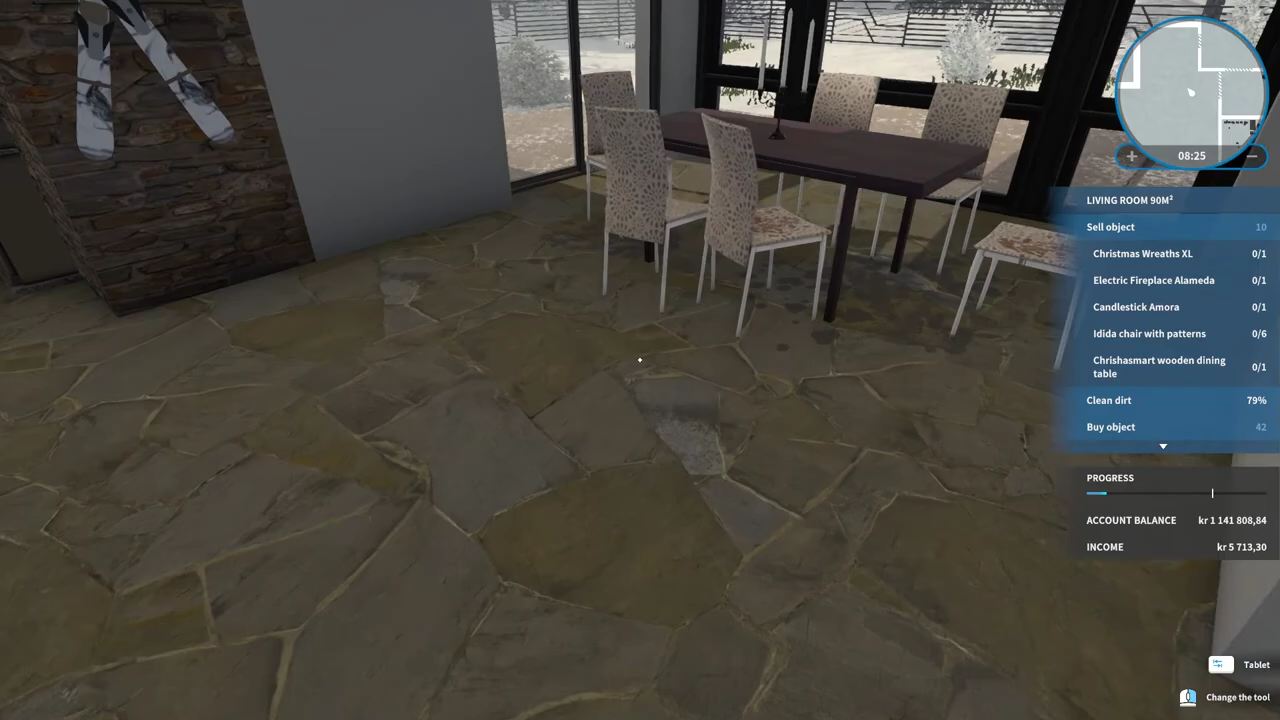 08:25
LIVING ROOM 90M²
Sell object 10
Christmas Wreaths XL 0/1
Electric Fireplace Alameda 0/1
Candlestick Amora 0/1
Idida chair with patterns 0/6
Chrishasmart wooden dining
table 0/1
Clean dirt 79%
Buy object 42
PROGRESS
ACCOUNT BALANCE kr 1 141 808,84
INCOME kr 5 713,30
Tablet
Change the tool